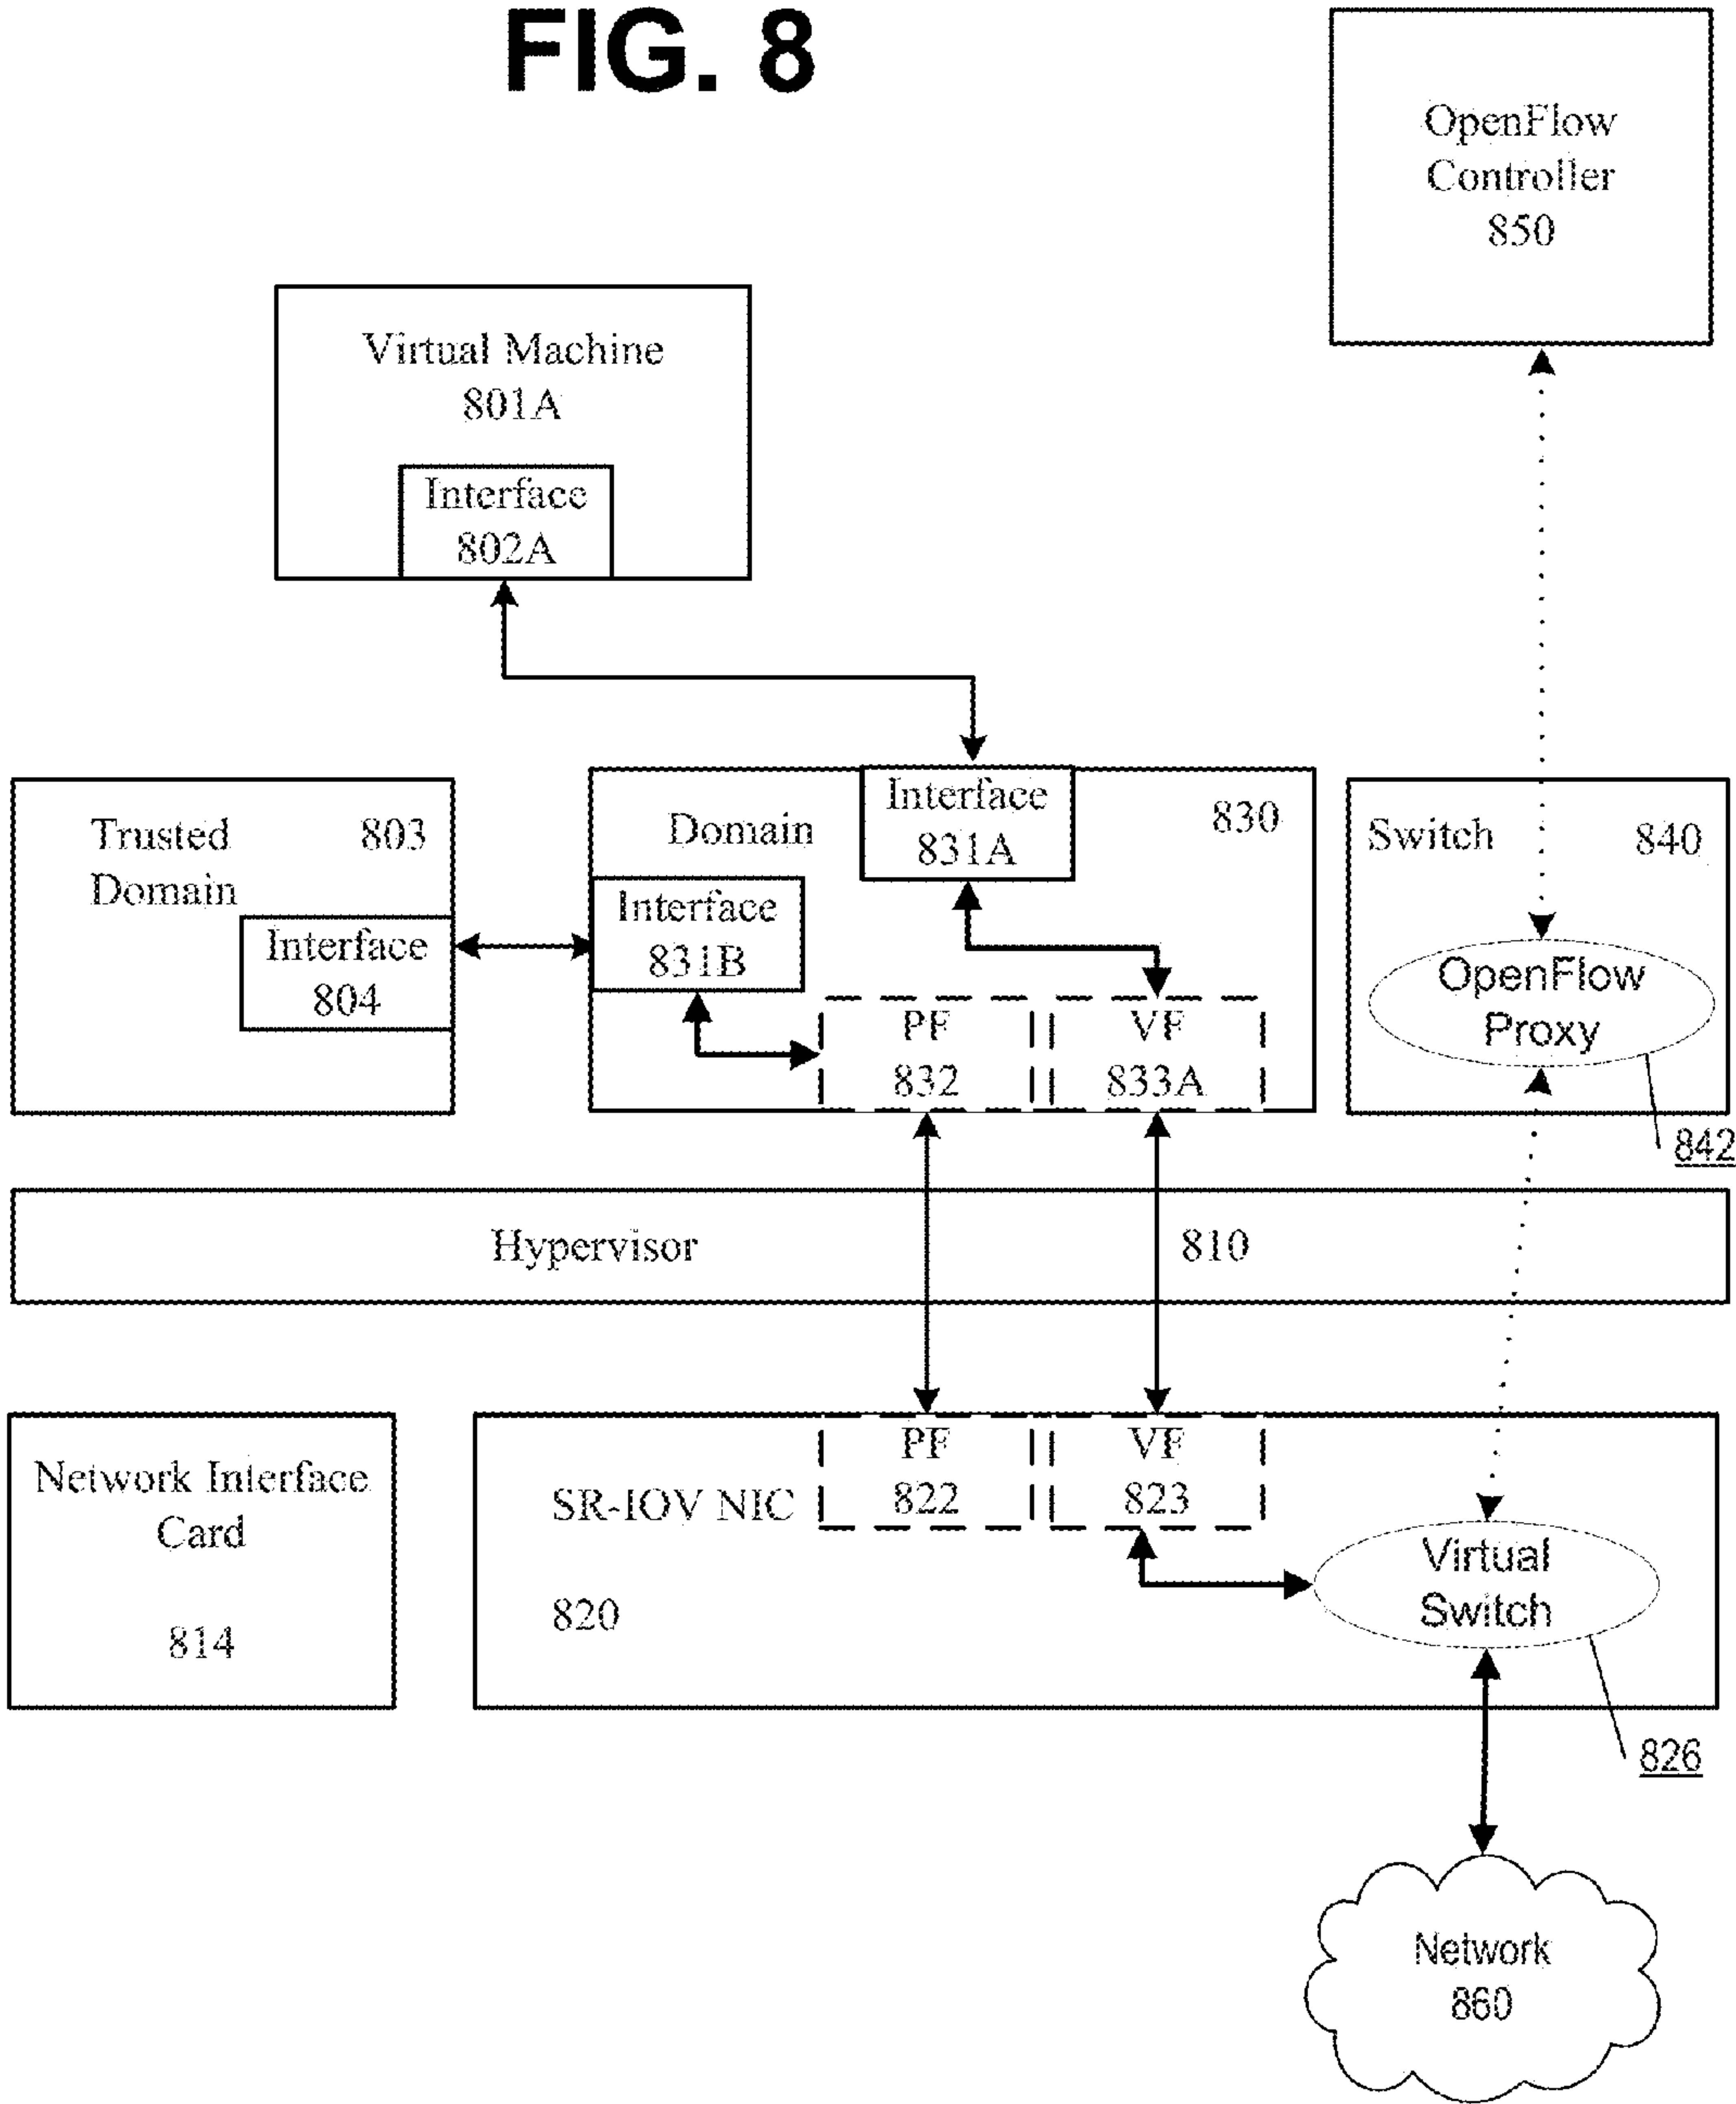 FIG. 8
OpenFlow
Controller
850
Virtual Machine
801A
Interface
802A
Trusted
Domain
803
Interface
804
Domain
830
Interface
831A
Interface
831B
PF
832
VF
833A
Switch
840
OpenFlow
Proxy
842
Hypervisor
810
Network Interface
Card
814
SR-IOV NIC
820
PF
822
VF
823
Virtual
Switch
826
Network
860